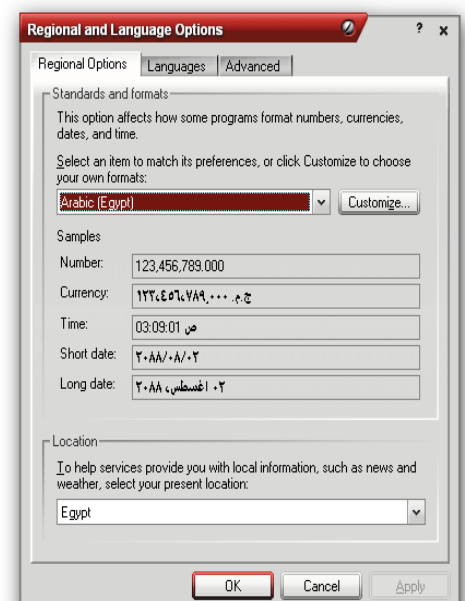 Regional and Language Options
Regional Options Languages Advanced
Standards and formats
This option affects how some programs format numbers, currencies,
dates, and time.
Select an item to match its preferences, or click Customize to choose
your own formats:
Arabic (Egypt) Customize...
Samples
Number: 123,456,789.000
Currency: ج.م. ١٢٣،٤٥٦،٧٨٩٫٠٠٠
Time: 03:09:01 ص
Short date: ٢٠٨٨/٠٨/٠٢
Long date: ٠٢ اغسطس، ٢٠٨٨
Location
To help services provide you with local information, such as news and
weather, select your present location:
Egypt
OK Cancel Apply